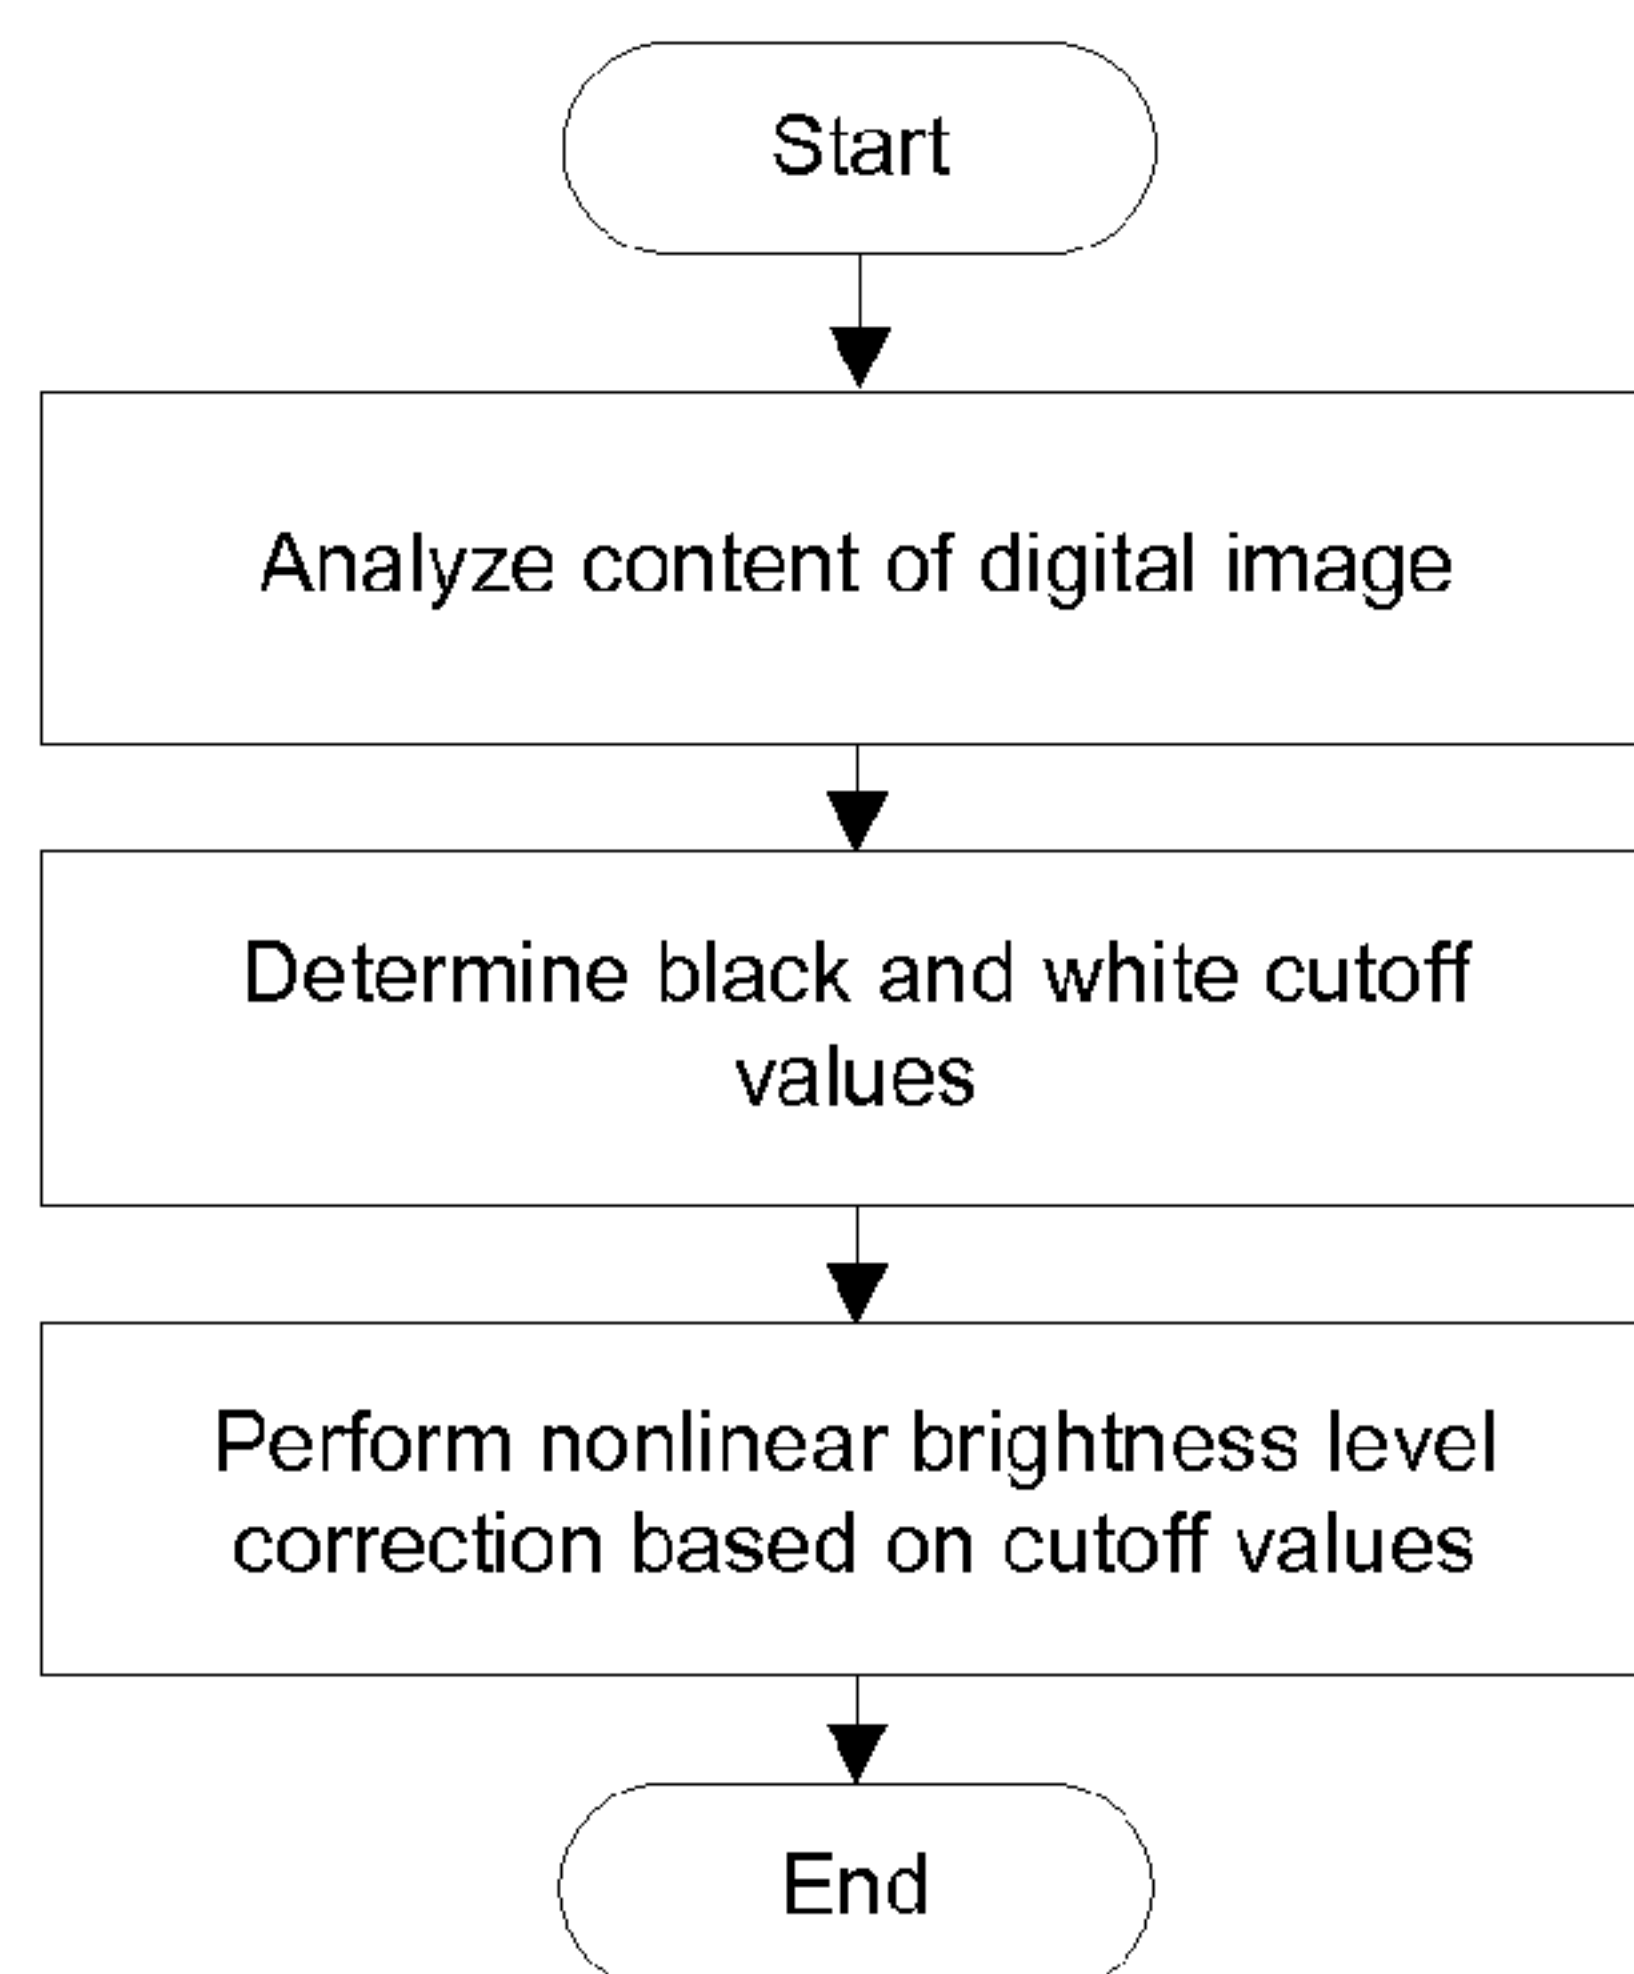 Start
Analyze content of digital image
Determine black and white cutoff
values
Perform nonlinear brightness level
correction based on cutoff values
End